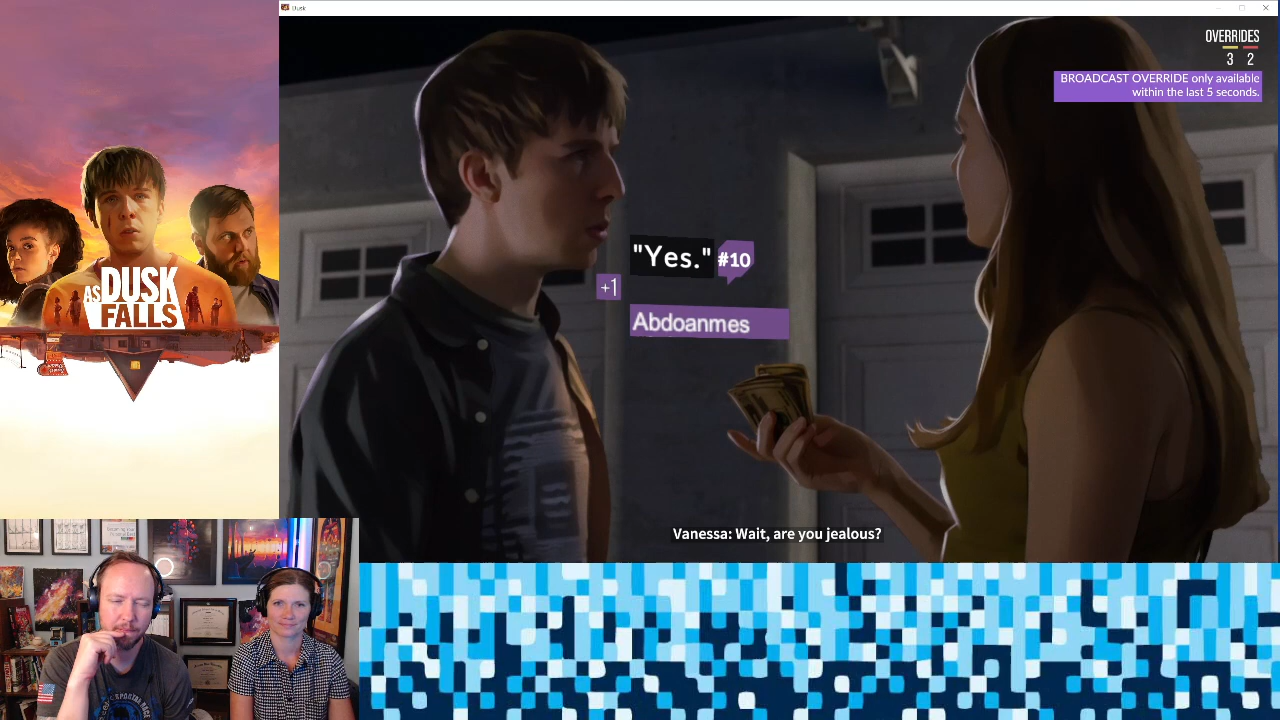 Dusk
OVERRIDES
3 2
BROADCAST OVERRIDE only available
within the last 5 seconds.
"Yes." #10
+1
Abdoanmes
AS DUSK
FALLS
Vanessa: Wait, are you jealous?